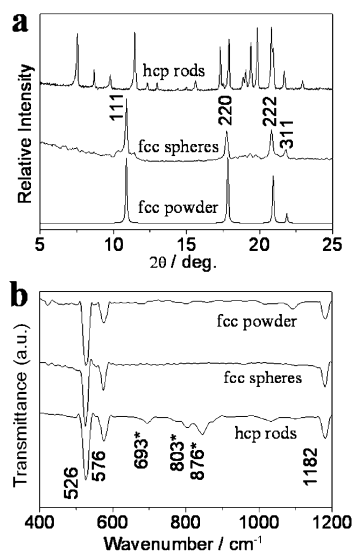 a
Relative Intensity
hcp rods
111
220
222
311
fcc spheres
fcc powder
5 10 15 20 25
2θ / deg.
b
Transmittance (a.u.)
fcc powder
fcc spheres
hcp rods
526
576
693*
803*
876*
1182
400 600 800 1000 1200
Wavenumber / cm⁻¹